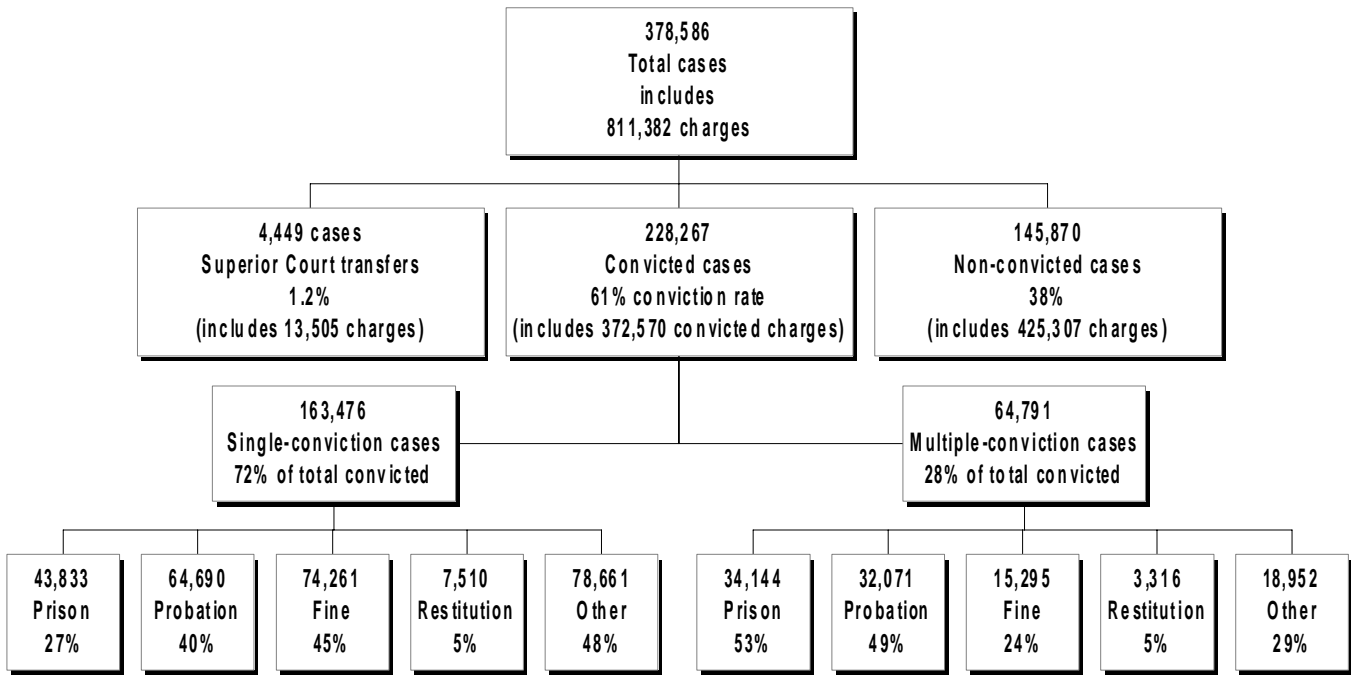 378,586
Total cases
includes
811,382 charges
4,449 cases
Superior Court transfers
1.2%
(includes 13,505 charges)
228,267
Convicted cases
61% conviction rate
(includes 372,570 convicted charges)
145,870
Non-convicted cases
38%
(includes 425,307 charges)
163,476
Single-conviction cases
72% of total convicted
64,791
Multiple-conviction cases
28% of total convicted
43,833
Prison
27%
64,690
Probation
40%
74,261
Fine
45%
7,510
Restitution
5%
78,661
Other
48%
34,144
Prison
53%
32,071
Probation
49%
15,295
Fine
24%
3,316
Restitution
5%
18,952
Other
29%